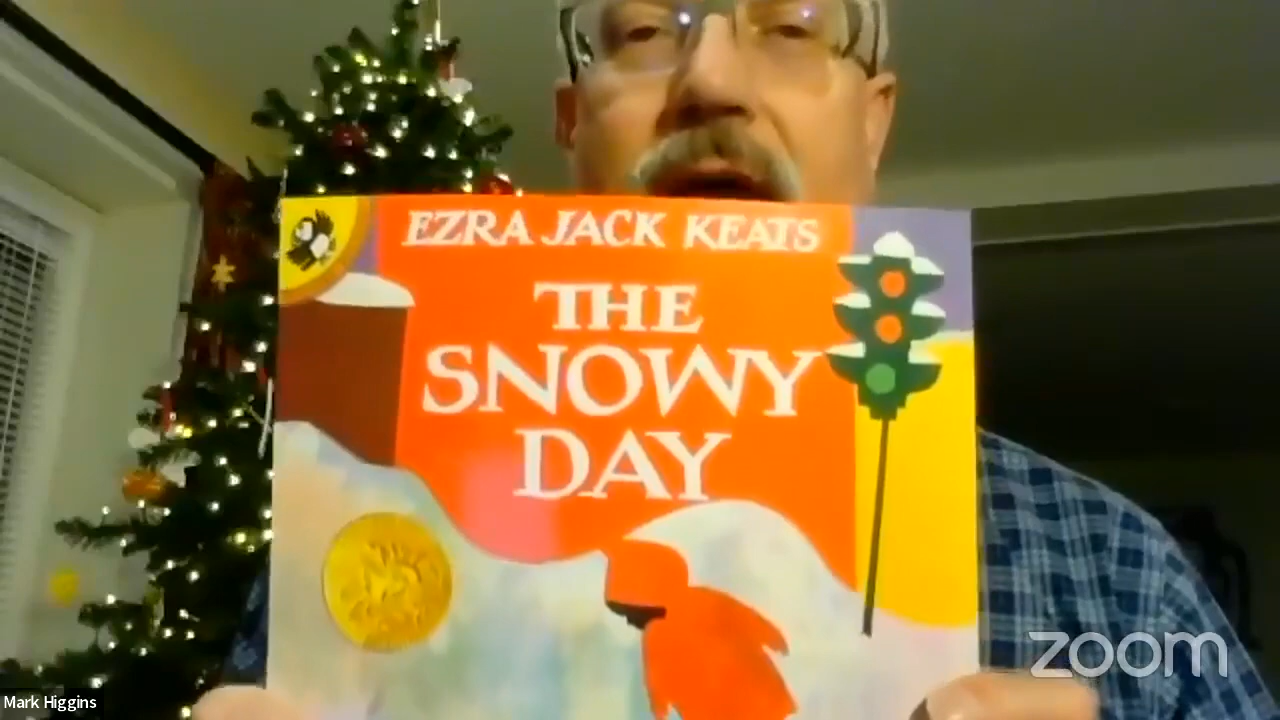 EZRA JACK KEATS
THE
SNOWY
DAY
zoom
Mark Higgins